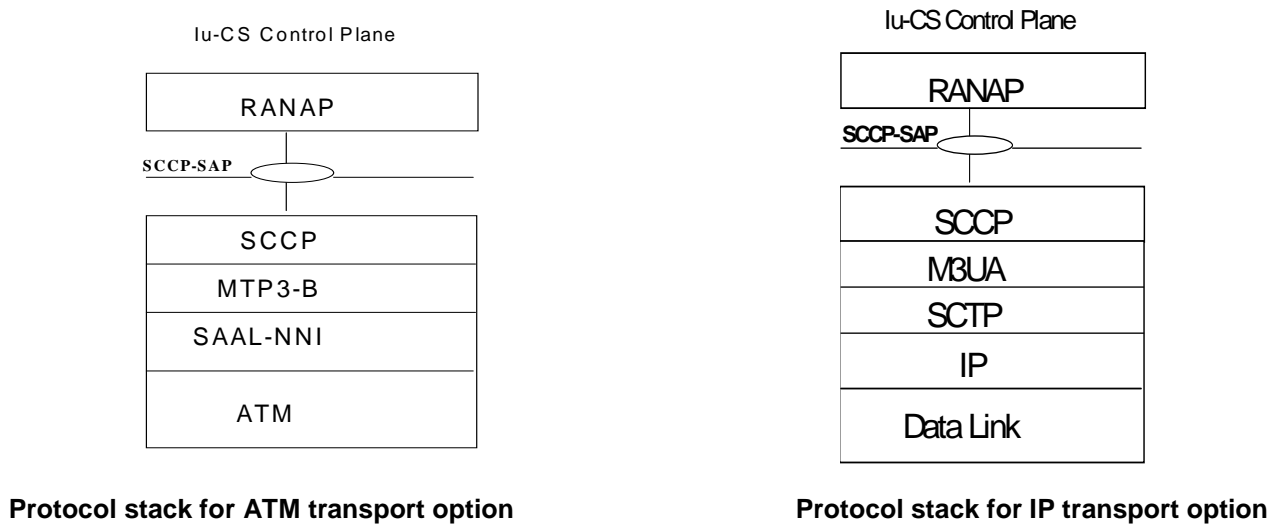 Iu-CS Control Plane
RANAP
SCCP-SAP
SCCP
MTP3-B
SAAL-NNI
ATM
Protocol stack for ATM transport option
Iu-CS Control Plane
RANAP
SCCP-SAP
SCCP
M3UA
SCTP
IP
Data Link
Protocol stack for IP transport option